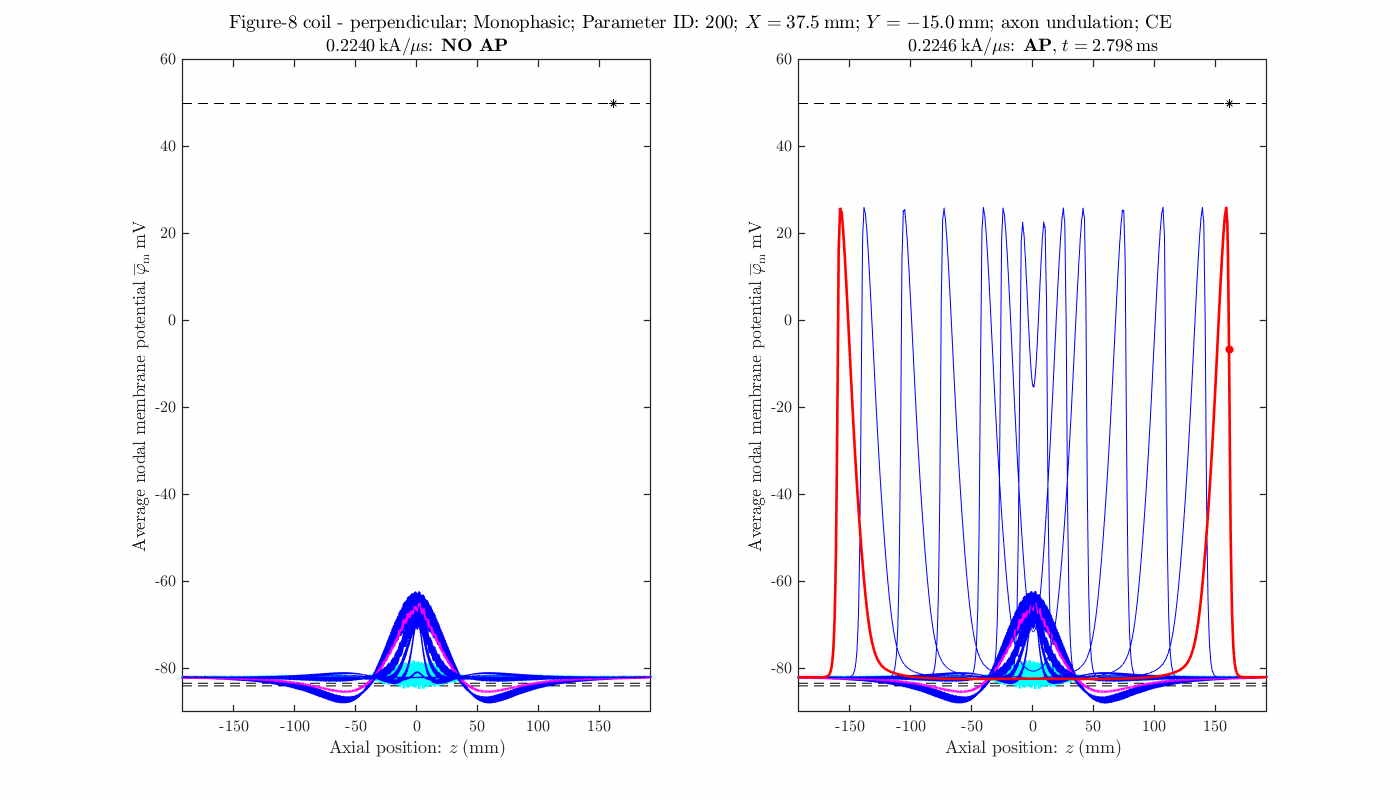 Figure-8 coil - perpendicular; Monophasic; Parameter ID: 200; X = 37.5 mm; Y = −15.0 mm; axon undulation; CE
0.2240 kA/μs: NO AP
60
40
20
0
-20
-40
-60
-80
Average nodal membrane potential φ̅m mV
-150 -100 -50 0 50 100 150
Axial position: z (mm)
0.2246 kA/μs: AP, t = 2.798 ms
60
40
20
0
-20
-40
-60
-80
Average nodal membrane potential φ̅m mV
-150 -100 -50 0 50 100 150
Axial position: z (mm)